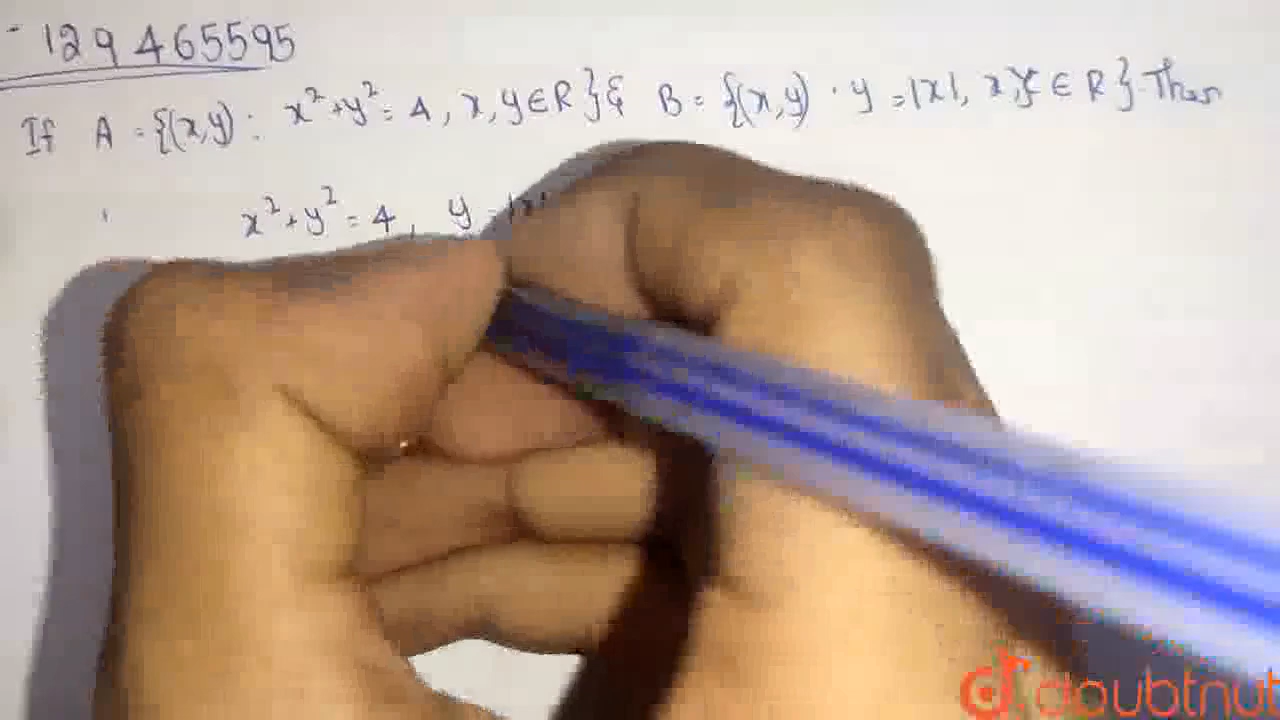 129465595
If A = {(x,y) : x²+y² = 4, x, y ∈ R} & B = {(x,y) · y = |x|, x, y ∈ R} Then
x²+y² = 4, y = |x|
doubtnut